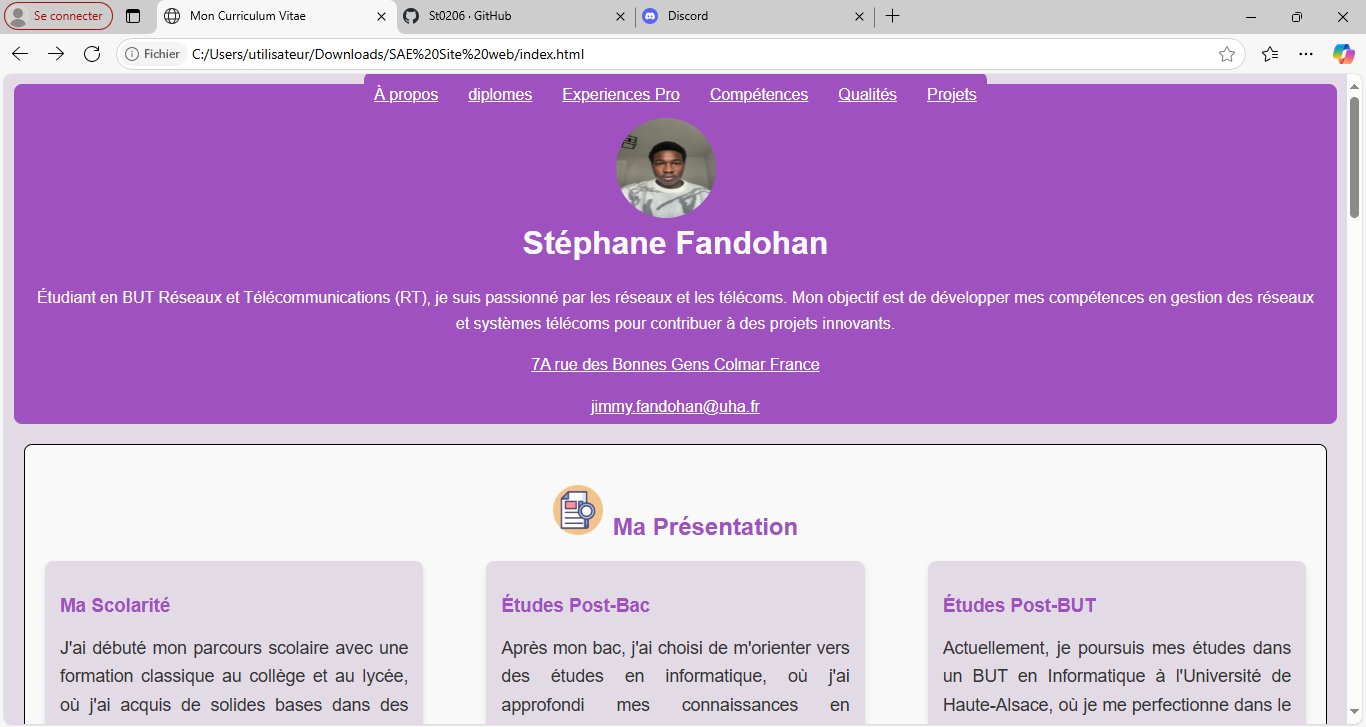 Se connecter
Mon Curriculum Vitae
St0206 · GitHub
Discord
Fichier
C:/Users/utilisateur/Downloads/SAE%20Site%20web/index.html
À propos diplomes Experiences Pro Compétences Qualités Projets
Stéphane Fandohan
Étudiant en BUT Réseaux et Télécommunications (RT), je suis passionné par les réseaux et les télécoms. Mon objectif est de développer mes compétences en gestion des réseaux
et systèmes télécoms pour contribuer à des projets innovants.
7A rue des Bonnes Gens Colmar France
jimmy.fandohan@uha.fr
Ma Présentation
Ma Scolarité
J'ai débuté mon parcours scolaire avec une
formation classique au collège et au lycée,
où j'ai acquis de solides bases dans des
Études Post-Bac
Après mon bac, j'ai choisi de m'orienter vers
des études en informatique, où j'ai
approfondi mes connaissances en
Études Post-BUT
Actuellement, je poursuis mes études dans
un BUT en Informatique à l'Université de
Haute-Alsace, où je me perfectionne dans le